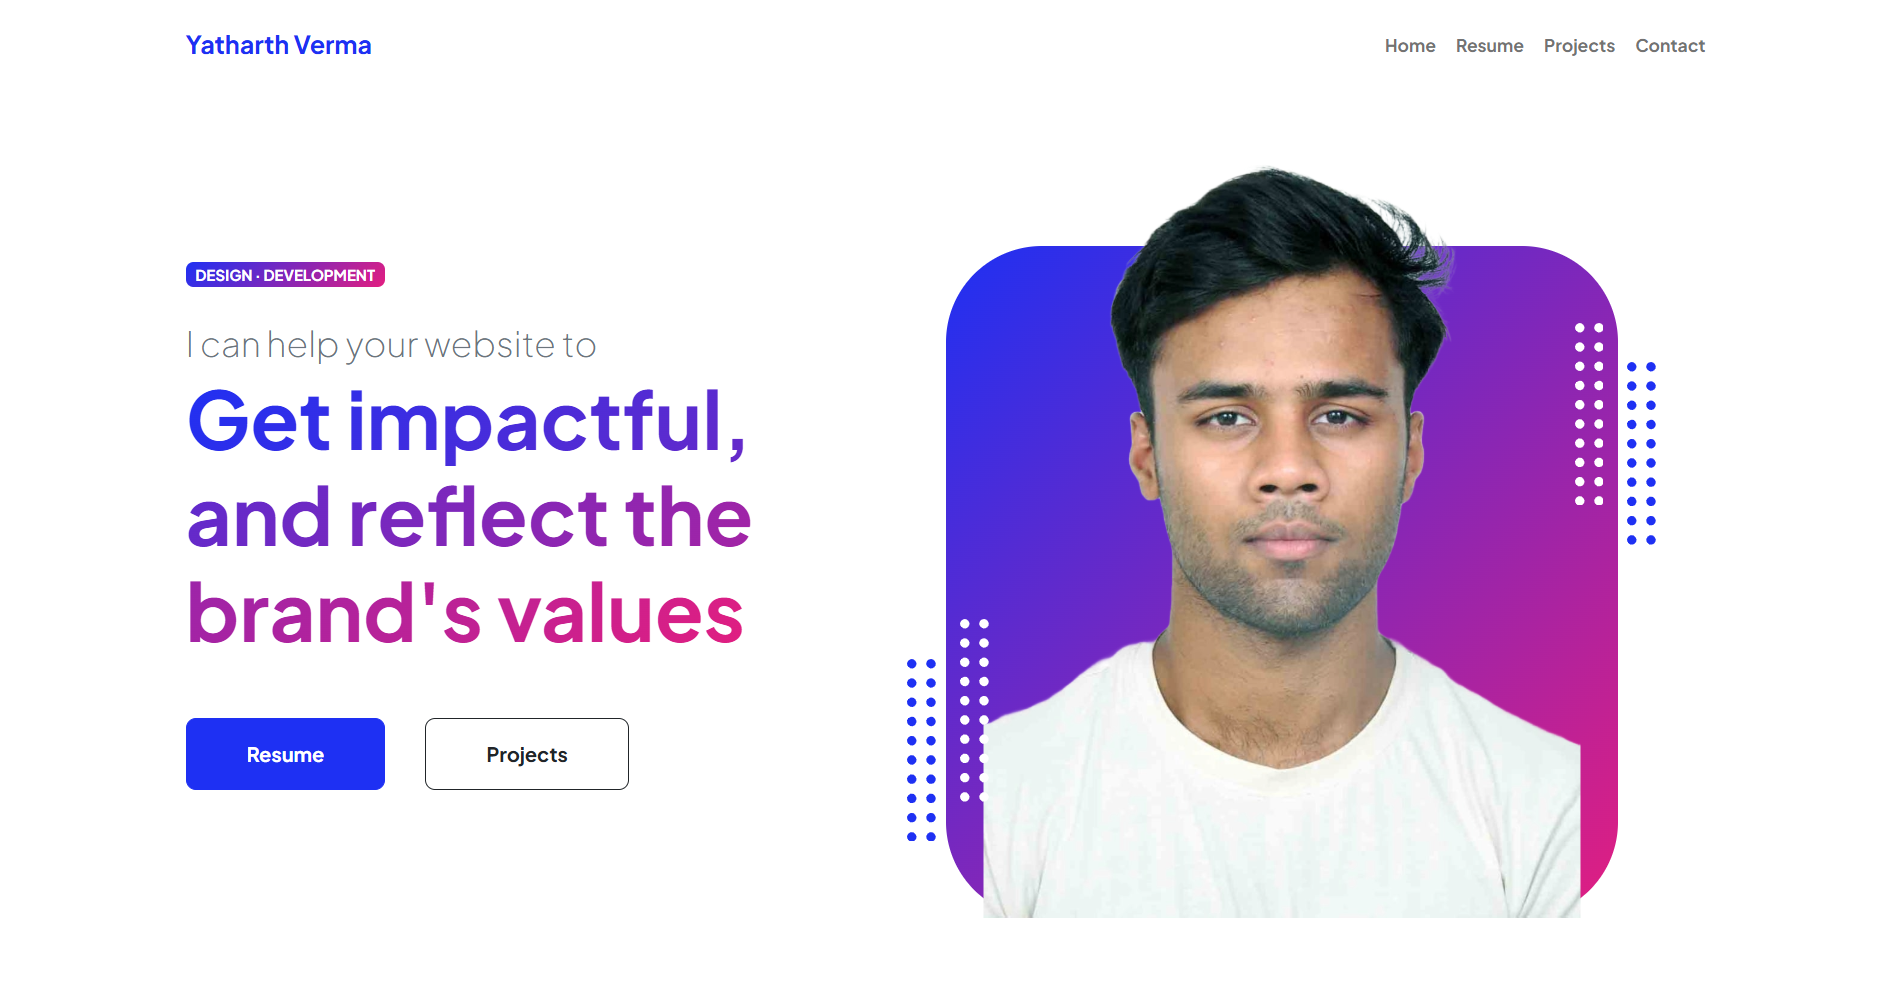 Yatharth Verma
Home Resume Projects Contact
DESIGN · DEVELOPMENT
I can help your website to
Get impactful,
and reflect the
brand's values
Resume Projects